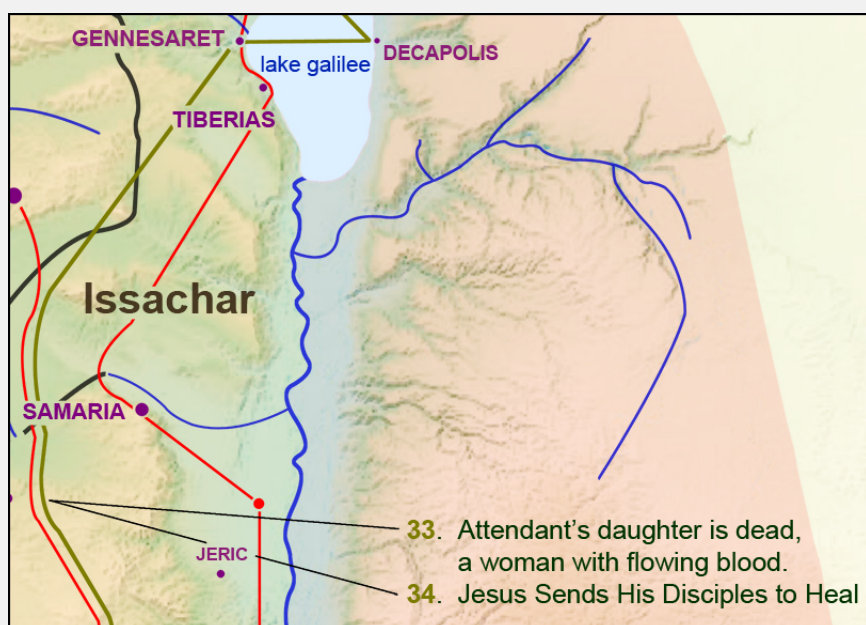 GENNESARET
DECAPOLIS
lake galilee
TIBERIAS
Issachar
SAMARIA
33. Attendant's daughter is dead,
a woman with flowing blood.
JERIC
34. Jesus Sends His Disciples to Heal